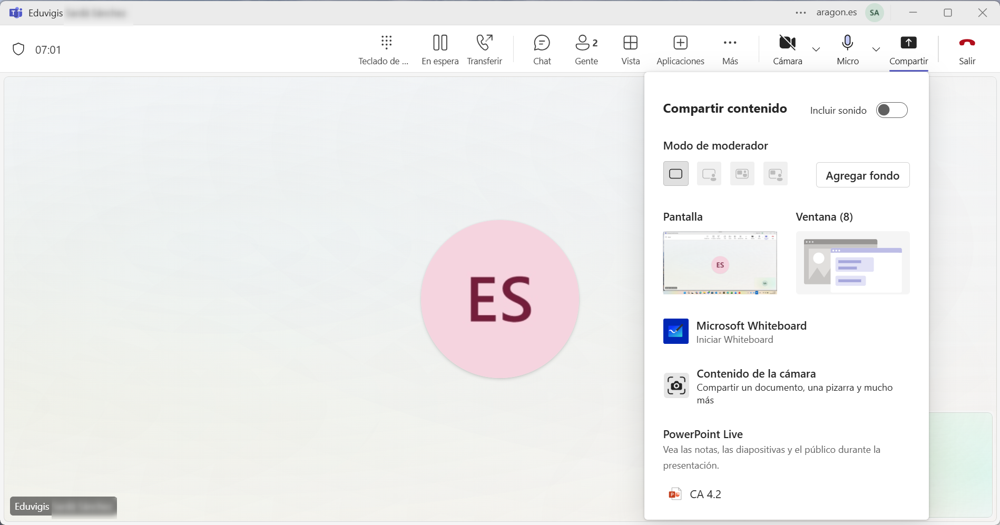 Eduvigis
aragon.es
SA
07:01
Teclado de ...
En espera
Transferir
Chat
2
Gente
Vista
Aplicaciones
Más
Cámara
Micro
Compartir
Salir
Compartir contenido
Incluir sonido
Modo de moderador
Agregar fondo
Pantalla
Ventana (8)
ES
SA
ES
Microsoft Whiteboard
Iniciar Whiteboard
Contenido de la cámara
Compartir un documento, una pizarra y mucho
más
PowerPoint Live
Vea las notas, las diapositivas y el público durante la
presentación.
CA 4.2
Eduvigis